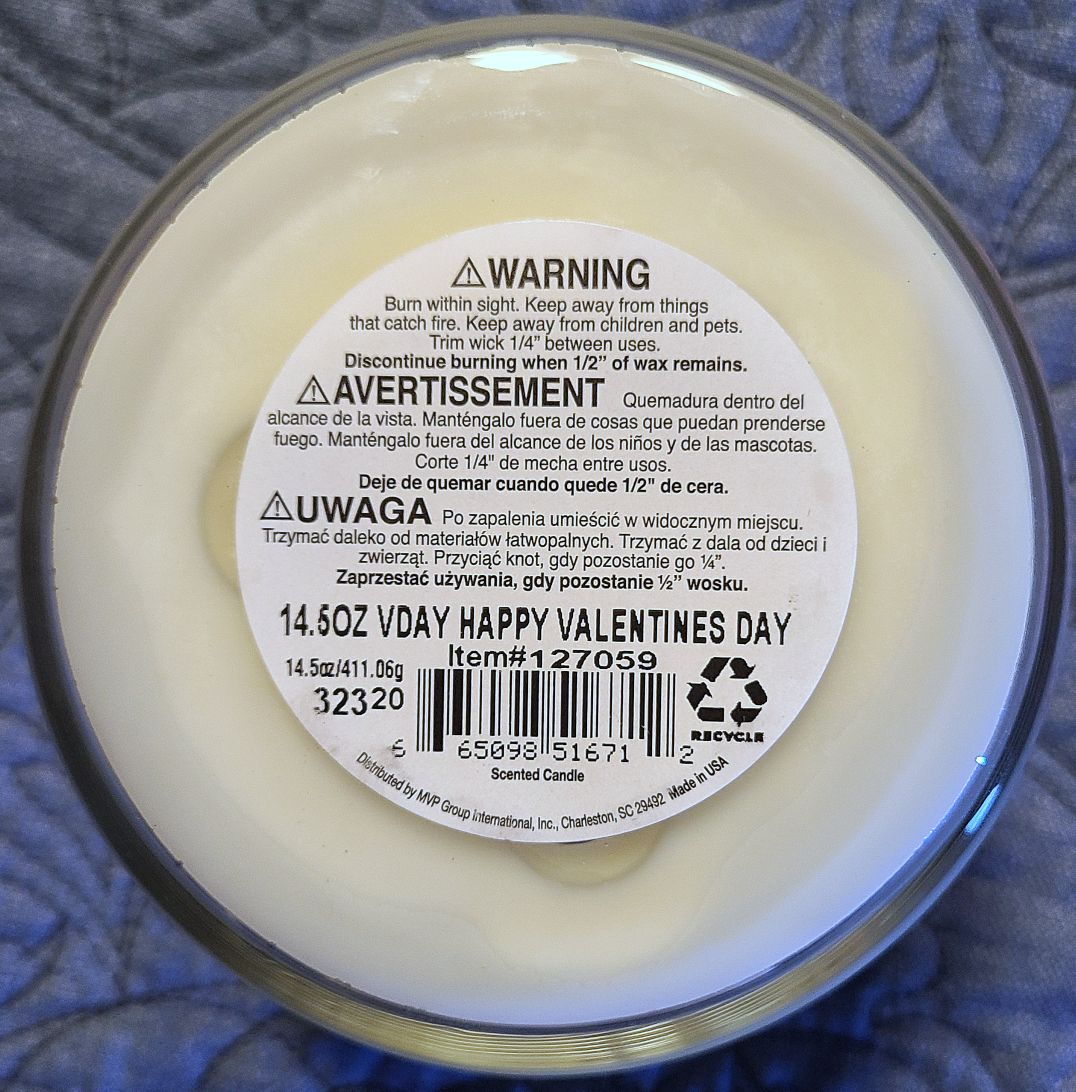 ⚠WARNING
Burn within sight. Keep away from things
that catch fire. Keep away from children and pets.
Trim wick 1/4” between uses.
Discontinue burning when 1/2” of wax remains.
⚠AVERTISSEMENT Quemadura dentro del
alcance de la vista. Manténgalo fuera de cosas que puedan prenderse
fuego. Manténgalo fuera del alcance de los niños y de las mascotas.
Corte 1/4" de mecha entre usos.
Deje de quemar cuando quede 1/2" de cera.
⚠UWAGA Po zapalenia umieścić w widocznym miejscu.
Trzymać daleko od materiałów łatwopalnych. Trzymać z dala od dzieci i
zwierząt. Przyciąć knot, gdy pozostanie go ¼”.
Zaprzestać używania, gdy pozostanie ½” wosku.
14.5OZ VDAY HAPPY VALENTINES DAY
Item#127059
14.5oz/411.06g
32320
RECYCLE
6 65098 51671 2
Scented Candle
Distributed by MVP Group International, Inc., Charleston, SC 29492 Made in USA